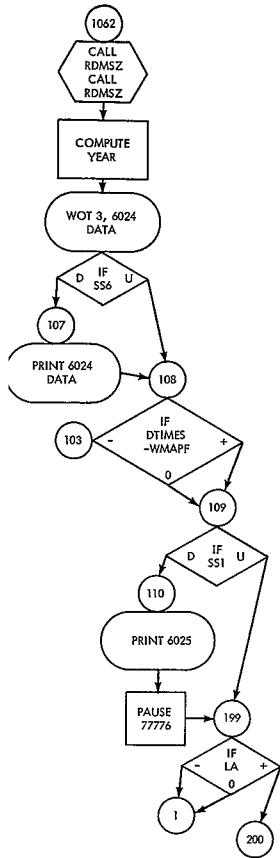 1062
CALL
RDMSZ
CALL
RDMSZ
COMPUTE
YEAR
WOT 3, 6024
DATA
D IF U
SS6
107
PRINT 6024
DATA
108
IF
103 - DTIMES +
-WMAPF
0
109
D IF U
SS1
110
PRINT 6025
PAUSE
77776
199
- IF +
LA
0
1
200